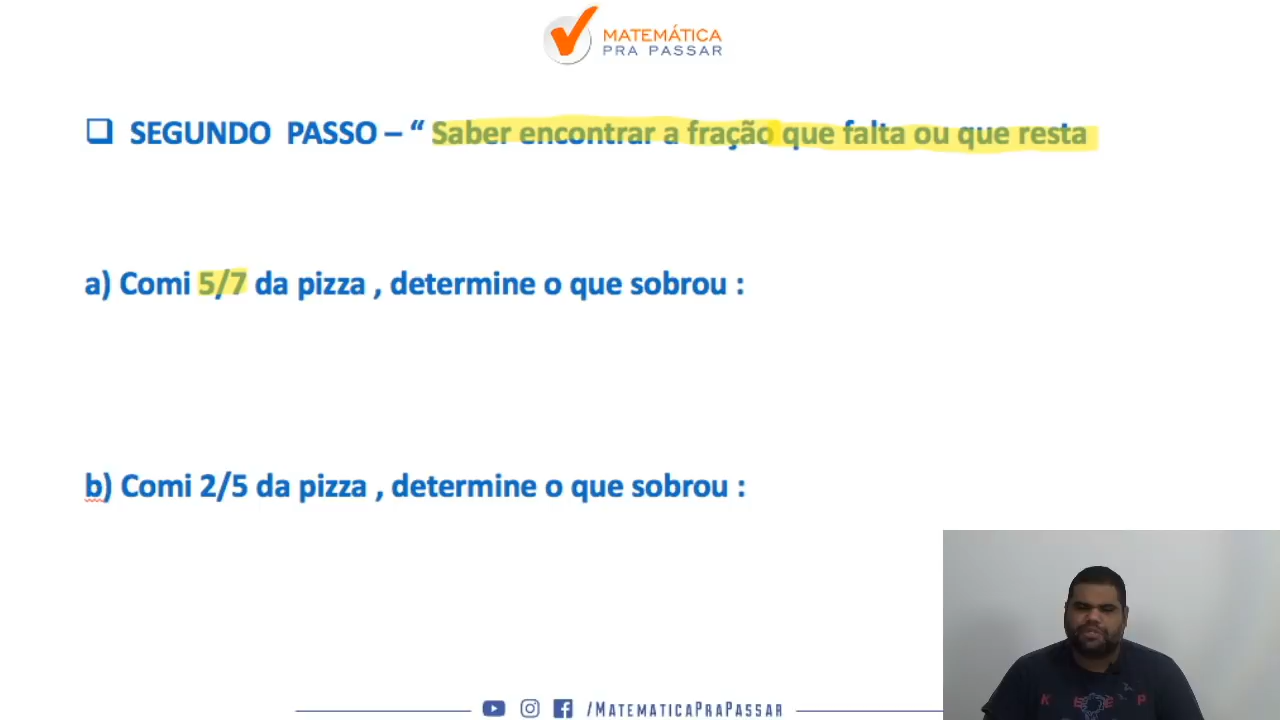 MATEMÁTICA
PRA PASSAR
SEGUNDO PASSO – “ Saber encontrar a fração que falta ou que resta
a) Comi 5/7 da pizza , determine o que sobrou :
b) Comi 2/5 da pizza , determine o que sobrou :
K E E P
/MATEMATICAPRAPASSAR